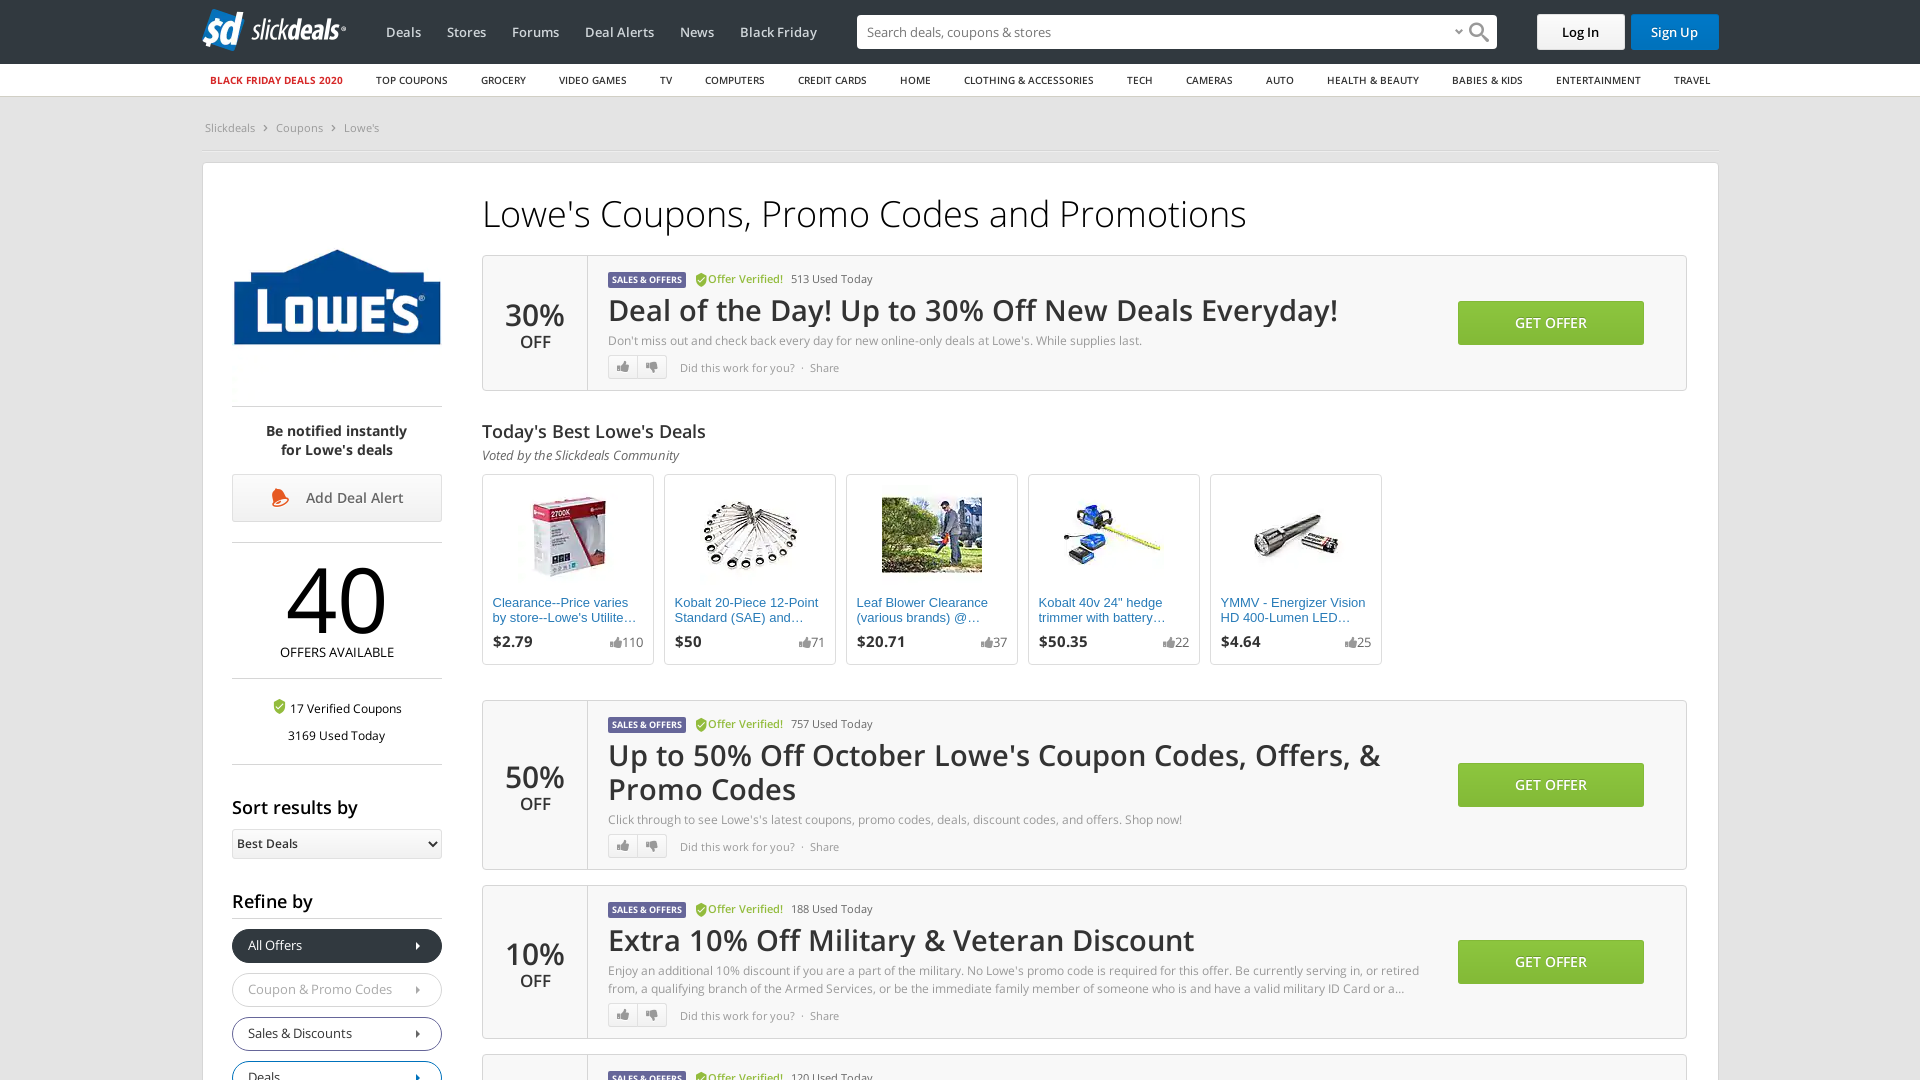 slickdeals
Deals
Stores
Forums
Deal Alerts
News
Black Friday
Search deals, coupons & stores
Log In
Sign Up
BLACK FRIDAY DEALS 2020
TOP COUPONS
GROCERY
VIDEO GAMES
TV
COMPUTERS
CREDIT CARDS
HOME
CLOTHING & ACCESSORIES
TECH
CAMERAS
AUTO
HEALTH & BEAUTY
BABIES & KIDS
ENTERTAINMENT
TRAVEL
Slickdeals > Coupons > Lowe's
LOWE'S®
Be notified instantly
for Lowe's deals
Add Deal Alert
40
OFFERS AVAILABLE
17 Verified Coupons
3169 Used Today
Sort results by
Best Deals
Refine by
All Offers
Coupon & Promo Codes
Sales & Discounts
Deals
Lowe's Coupons, Promo Codes and Promotions
30%
OFF
SALES & OFFERS Offer Verified! 513 Used Today
Deal of the Day! Up to 30% Off New Deals Everyday!
Don't miss out and check back every day for new online-only deals at Lowe's. While supplies last.
Did this work for you? · Share
GET OFFER
Today's Best Lowe's Deals
Voted by the Slickdeals Community
2700K
Clearance--Price varies
by store--Lowe's Utilite…
$2.79 110
Kobalt 20-Piece 12-Point
Standard (SAE) and…
$50 71
Leaf Blower Clearance
(various brands) @…
$20.71 37
Kobalt 40v 24" hedge
trimmer with battery…
$50.35 22
YMMV - Energizer Vision
HD 400-Lumen LED…
$4.64 25
50%
OFF
SALES & OFFERS Offer Verified! 757 Used Today
Up to 50% Off October Lowe's Coupon Codes, Offers, &
Promo Codes
Click through to see Lowe's's latest coupons, promo codes, deals, discount codes, and offers. Shop now!
Did this work for you? · Share
GET OFFER
10%
OFF
SALES & OFFERS Offer Verified! 188 Used Today
Extra 10% Off Military & Veteran Discount
Enjoy an additional 10% discount if you are a part of the military. No Lowe's promo code is required for this offer. Be currently serving in, or retired
from, a qualifying branch of the Armed Services, or be the immediate family member of someone who is and have a valid military ID Card or a…
Did this work for you? · Share
GET OFFER
SALES & OFFERS Offer Verified! 120 Used Today